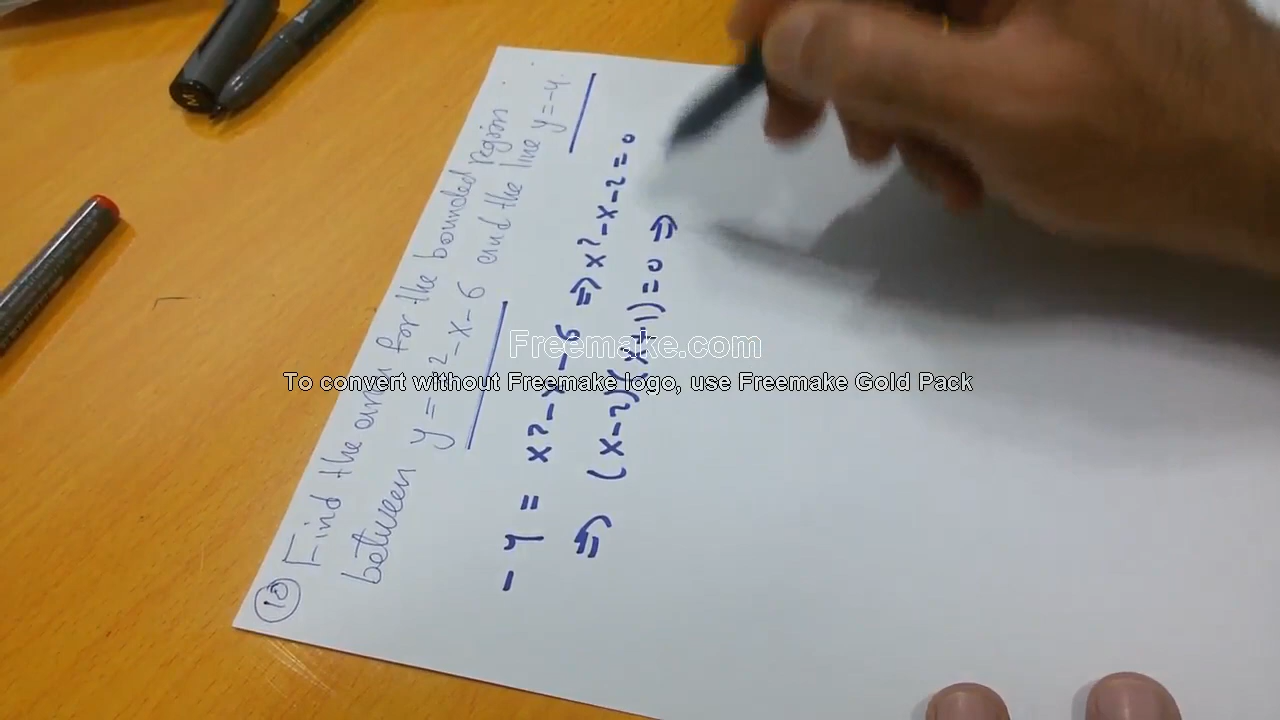 10 Find the area for the bounded region
between y = x² - x - 6 and the line y = -4.
-4 = x² - x - 6 ⇒ x² - x - 2 = 0
⇒ (x - 2)(x + 1) = 0 ⇒
Freemake.com
To convert without Freemake logo, use Freemake Gold Pack